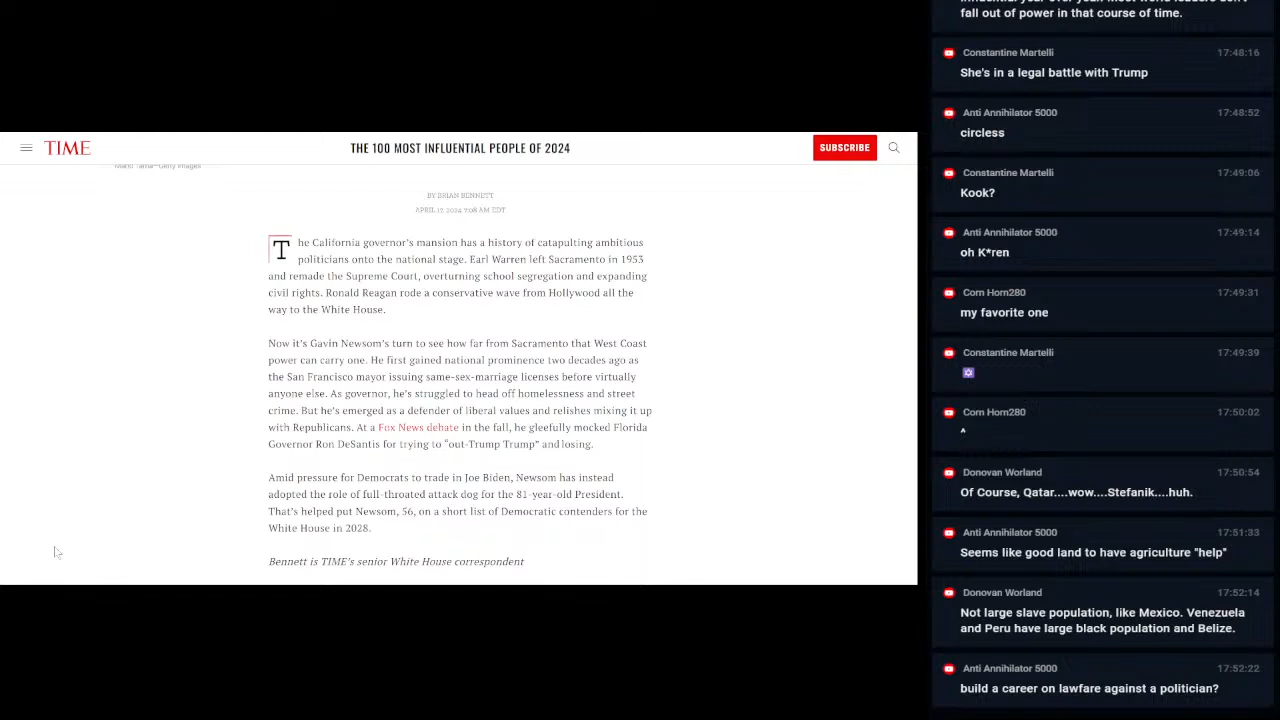 TIME
THE 100 MOST INFLUENTIAL PEOPLE OF 2024
SUBSCRIBE
BY BRIAN BENNETT
APRIL 17, 2024 7:08 AM EDT
The California governor's mansion has a history of catapulting ambitious
politicians onto the national stage. Earl Warren left Sacramento in 1953
and remade the Supreme Court, overturning school segregation and expanding
civil rights. Ronald Reagan rode a conservative wave from Hollywood all the
way to the White House.
Now it's Gavin Newsom's turn to see how far from Sacramento that West Coast
power can carry one. He first gained national prominence two decades ago as
the San Francisco mayor issuing same-sex-marriage licenses before virtually
anyone else. As governor, he's struggled to head off homelessness and street
crime. But he's emerged as a defender of liberal values and relishes mixing it up
with Republicans. At a Fox News debate in the fall, he gleefully mocked Florida
Governor Ron DeSantis for trying to "out-Trump Trump" and losing.
Amid pressure for Democrats to trade in Joe Biden, Newsom has instead
adopted the role of full-throated attack dog for the 81-year-old President.
That's helped put Newsom, 56, on a short list of Democratic contenders for the
White House in 2028.
Bennett is TIME's senior White House correspondent
fall out of power in that course of time.
Constantine Martelli 17:48:16
She's in a legal battle with Trump
Anti Annihilator 5000 17:48:52
circless
Constantine Martelli 17:49:06
Kook?
Anti Annihilator 5000 17:49:14
oh K*ren
Corn Horn280 17:49:31
my favorite one
Constantine Martelli 17:49:39
Corn Horn280 17:50:02
^
Donovan Worland 17:50:54
Of Course, Qatar....wow....Stefanik....huh.
Anti Annihilator 5000 17:51:33
Seems like good land to have agriculture "help"
Donovan Worland 17:52:14
Not large slave population, like Mexico. Venezuela
and Peru have large black population and Belize.
Anti Annihilator 5000 17:52:22
build a career on lawfare against a politician?